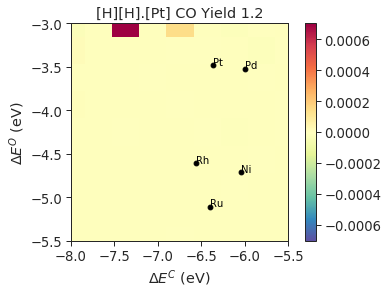 [H][H].[Pt] CO Yield 1.2
−3.0
−3.5
−4.0
−4.5
−5.0
−5.5
ΔE^O (eV)
Pt
Pd
Rh
Ni
Ru
−8.0 −7.5 −7.0 −6.5 −6.0 −5.5
ΔE^C (eV)
0.0006
0.0004
0.0002
0.0000
−0.0002
−0.0004
−0.0006